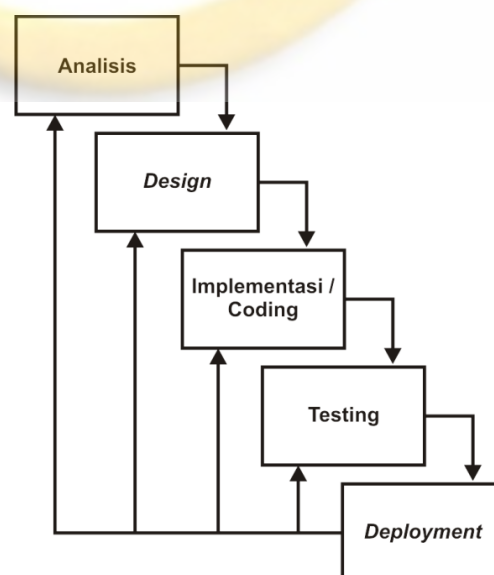 Analisis
Design
Implementasi /
Coding
Testing
Deployment